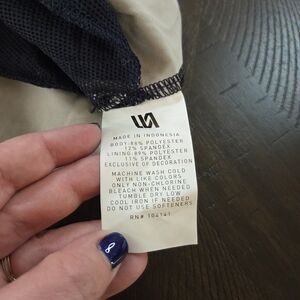 MADE IN INDONESIA
BODY-88% POLYESTER
12% SPANDEX
LINING-89% POLYESTER
11% SPANDEX
EXCLUSIVE OF DECORATION
MACHINE WASH COLD
WITH LIKE COLORS
ONLY NON-CHLORINE
BLEACH WHEN NEEDED
TUMBLE DRY LOW
COOL IRON IF NEEDED
DO NOT USE SOFTENERS
RN# 104141